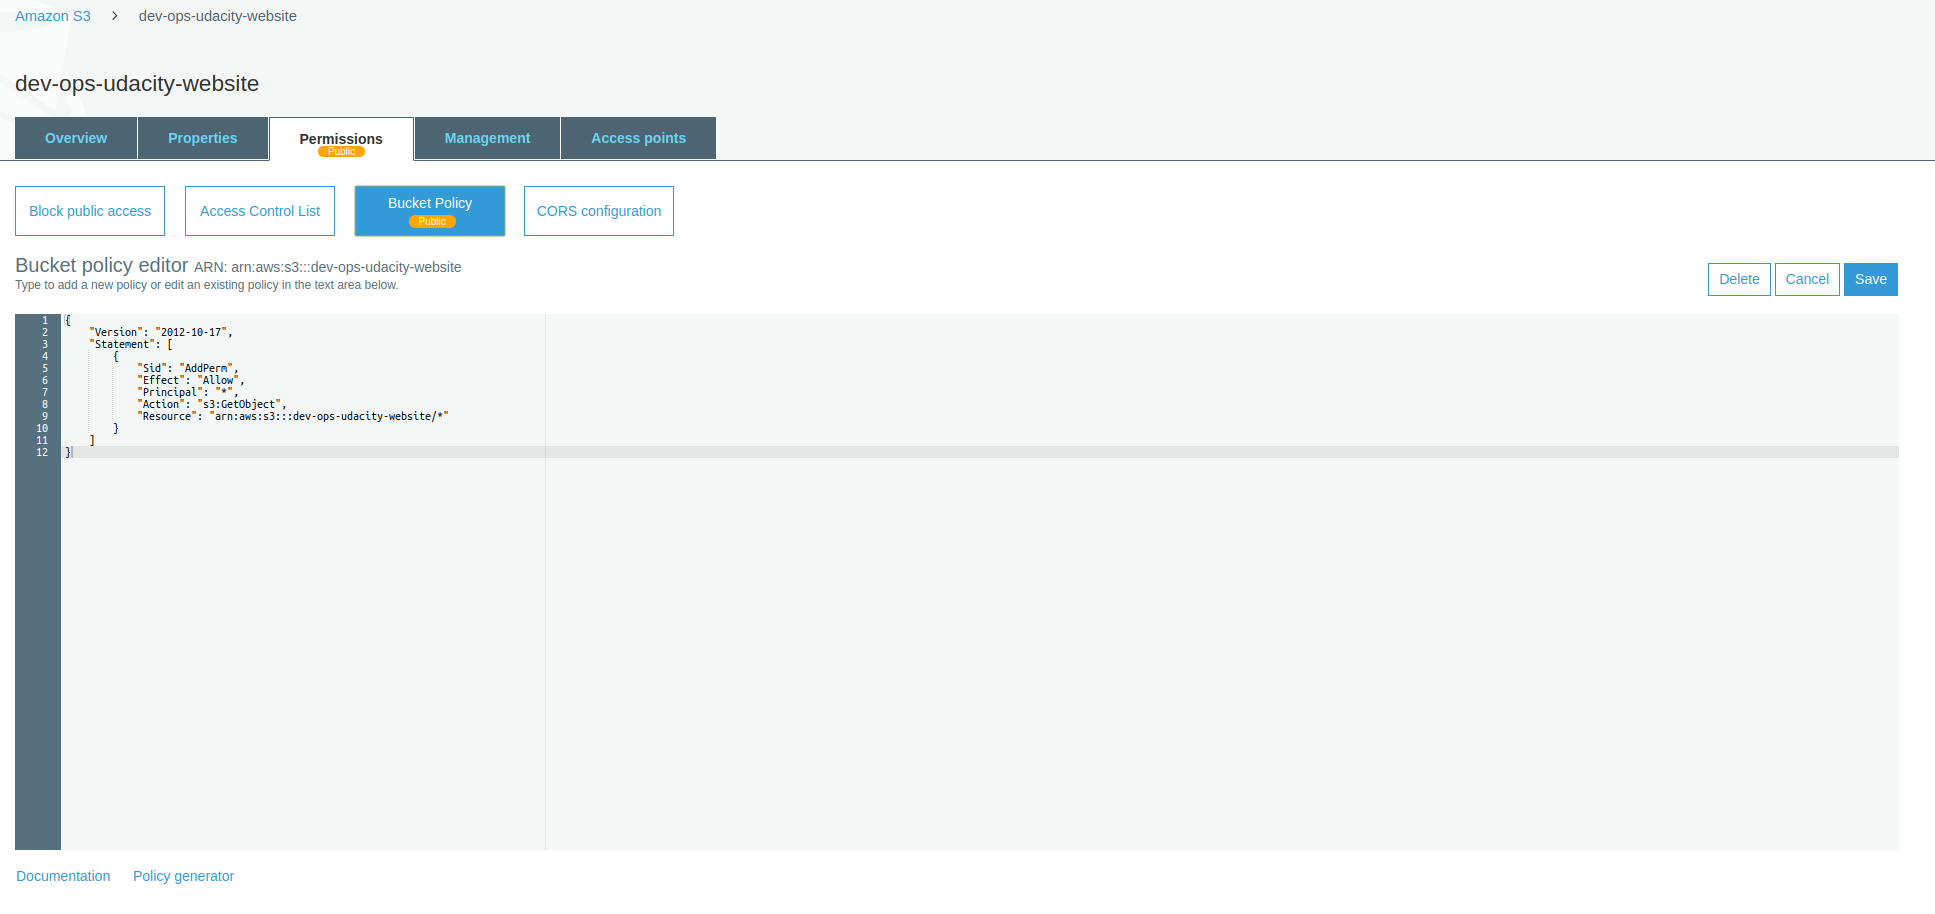 Amazon S3 > dev-ops-udacity-website
dev-ops-udacity-website
Overview Properties Permissions Management Access points
Public
Block public access Access Control List Bucket Policy CORS configuration
Public
Bucket policy editor ARN: arn:aws:s3:::dev-ops-udacity-website
Type to add a new policy or edit an existing policy in the text area below.
Delete Cancel Save
1 {
2 "Version": "2012-10-17",
3 "Statement": [
4 {
5 "Sid": "AddPerm",
6 "Effect": "Allow",
7 "Principal": "*",
8 "Action": "s3:GetObject",
9 "Resource": "arn:aws:s3:::dev-ops-udacity-website/*"
10 }
11 ]
12 }
Documentation Policy generator